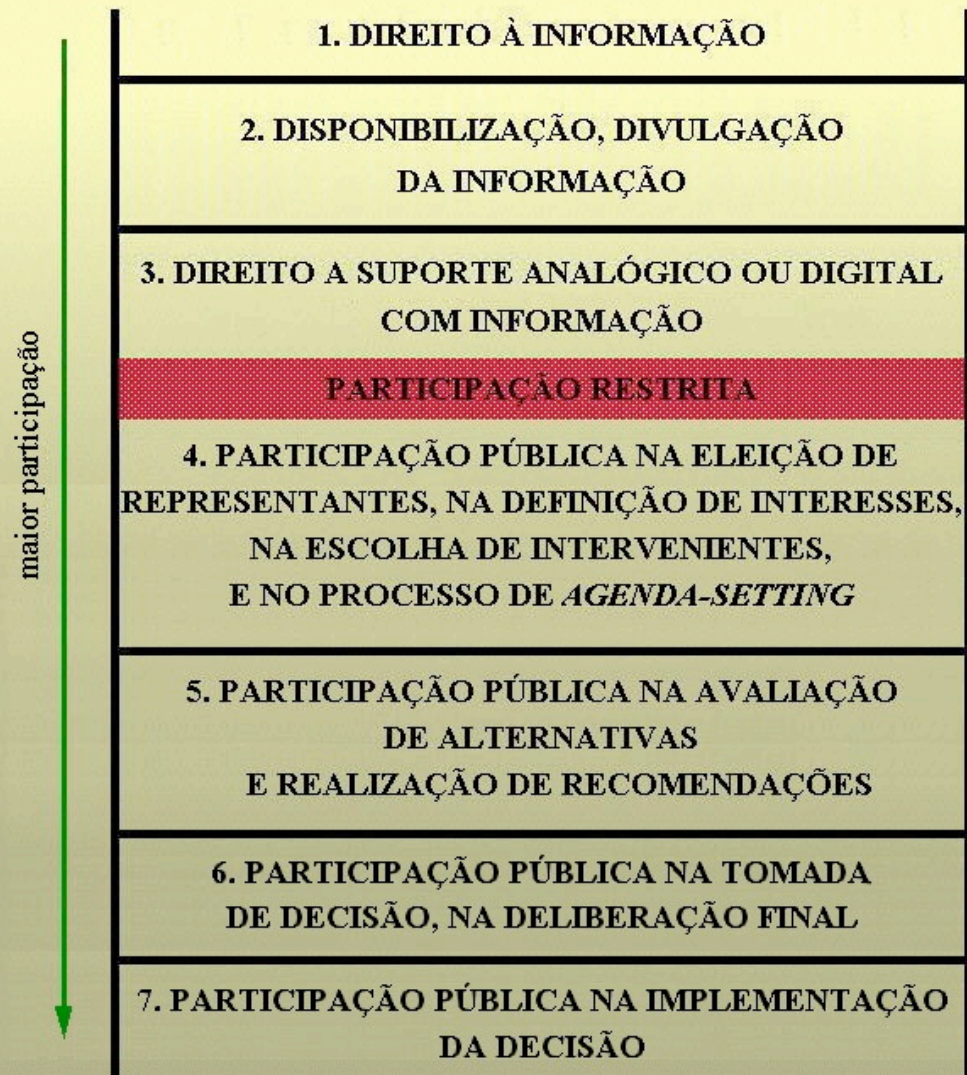 1. DIREITO À INFORMAÇÃO
2. DISPONIBILIZAÇÃO, DIVULGAÇÃO
DA INFORMAÇÃO
3. DIREITO A SUPORTE ANALÓGICO OU DIGITAL
COM INFORMAÇÃO
PARTICIPAÇÃO RESTRITA
4. PARTICIPAÇÃO PÚBLICA NA ELEIÇÃO DE
REPRESENTANTES, NA DEFINIÇÃO DE INTERESSES,
NA ESCOLHA DE INTERVENIENTES,
E NO PROCESSO DE AGENDA-SETTING
5. PARTICIPAÇÃO PÚBLICA NA AVALIAÇÃO
DE ALTERNATIVAS
E REALIZAÇÃO DE RECOMENDAÇÕES
6. PARTICIPAÇÃO PÚBLICA NA TOMADA
DE DECISÃO, NA DELIBERAÇÃO FINAL
7. PARTICIPAÇÃO PÚBLICA NA IMPLEMENTAÇÃO
DA DECISÃO
maior participação